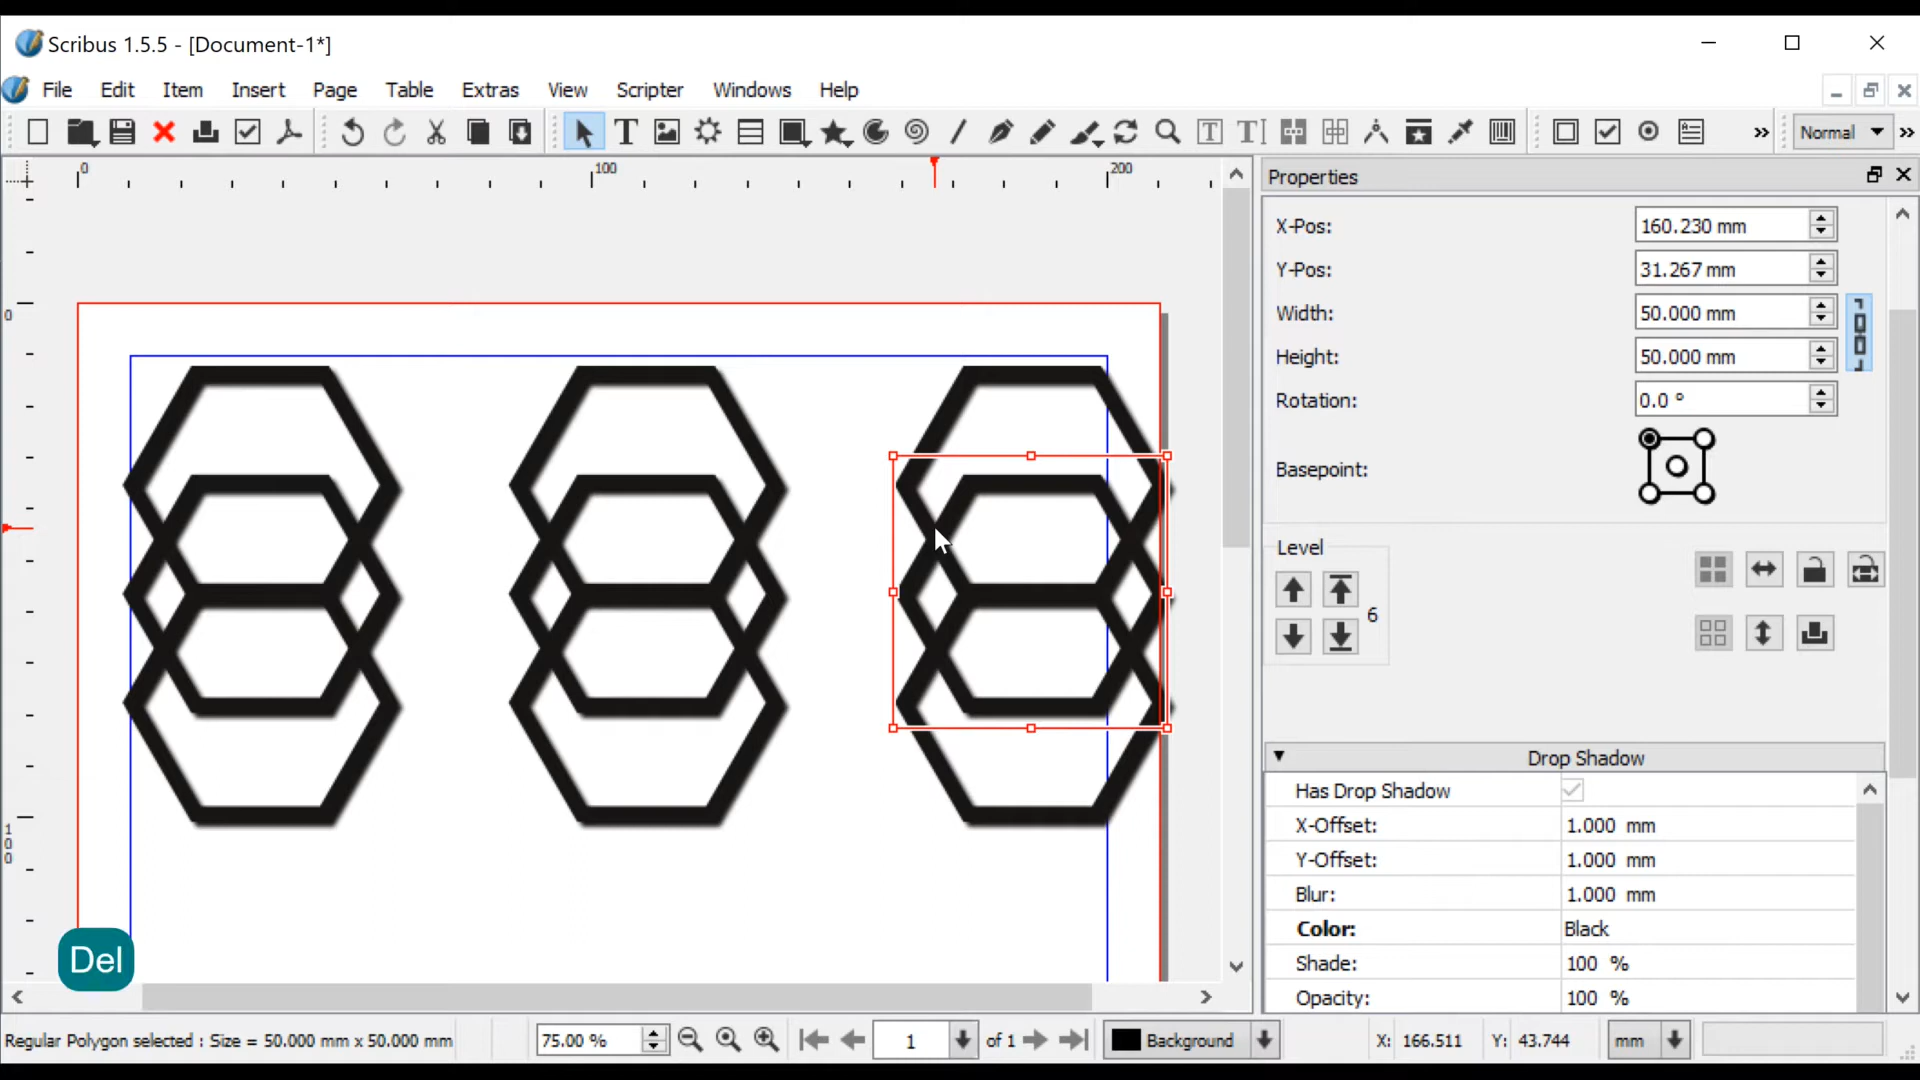 Scribus 1.5.5 - [Document-1*]
File Edit Item Insert Page Table Extras View Scripter Windows Help
Normal
0 100 200
Properties
X-Pos: 160.230 mm
Y-Pos: 31.267 mm
Width: 50.000 mm
Height: 50.000 mm
Rotation: 0.0 °
Basepoint:
0
Level
6
Drop Shadow
Has Drop Shadow
X-Offset: 1.000 mm
Y-Offset: 1.000 mm
Blur: 1.000 mm
Color: Black
Shade: 100 %
Opacity: 100 %
1
0
0
Del
Regular Polygon selected : Size = 50.000 mm x 50.000 mm 75.00 % 1 of 1 Background X: 166.511 Y: 43.744 mm